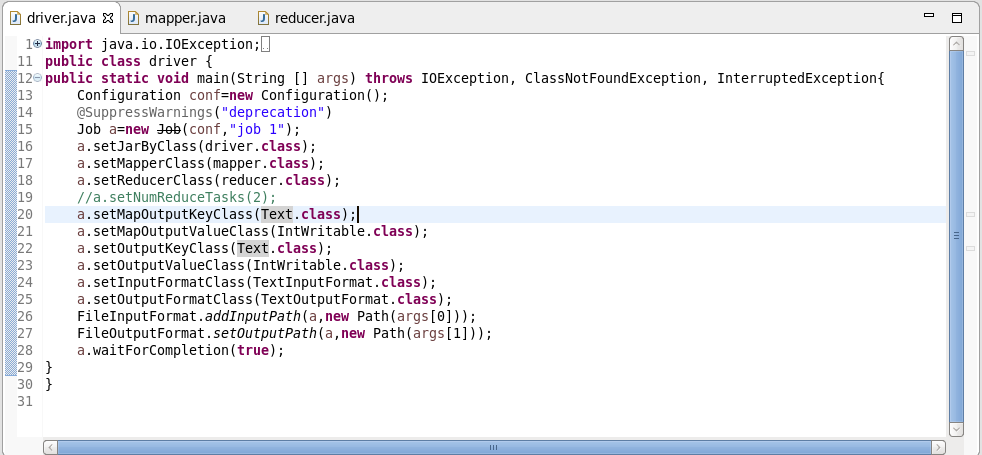 driver.java mapper.java reducer.java
1 import java.io.IOException;
11 public class driver {
12 public static void main(String [] args) throws IOException, ClassNotFoundException, InterruptedException{
13 Configuration conf=new Configuration();
14 @SuppressWarnings("deprecation")
15 Job a=new Job(conf,"job 1");
16 a.setJarByClass(driver.class);
17 a.setMapperClass(mapper.class);
18 a.setReducerClass(reducer.class);
19 //a.setNumReduceTasks(2);
20 a.setMapOutputKeyClass(Text.class);
21 a.setMapOutputValueClass(IntWritable.class);
22 a.setOutputKeyClass(Text.class);
23 a.setOutputValueClass(IntWritable.class);
24 a.setInputFormatClass(TextInputFormat.class);
25 a.setOutputFormatClass(TextOutputFormat.class);
26 FileInputFormat.addInputPath(a,new Path(args[0]));
27 FileOutputFormat.setOutputPath(a,new Path(args[1]));
28 a.waitForCompletion(true);
29 }
30 }
31